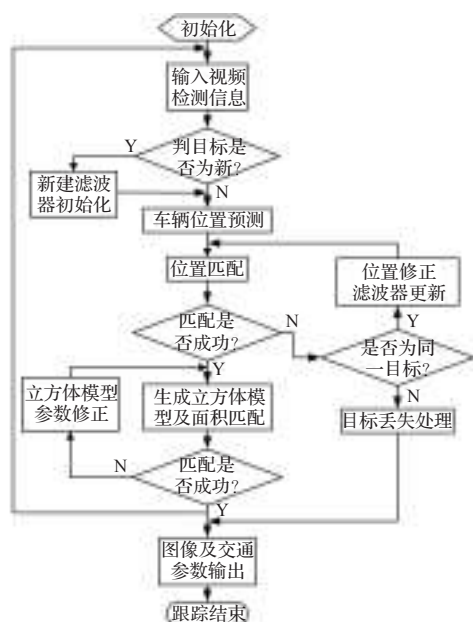 初始化
输入视频
检测信息
Y
判目标是
否为新?
新建滤波
器初始化
N
车辆位置预测
位置匹配
位置修正
滤波器更新
匹配是
否成功?
N
Y
是否为同
一目标?
Y
立方体模型
参数修正
生成立方体模
型及面积匹配
N
目标丢失处理
N
匹配是
否成功?
Y
图像及交通
参数输出
跟踪结束